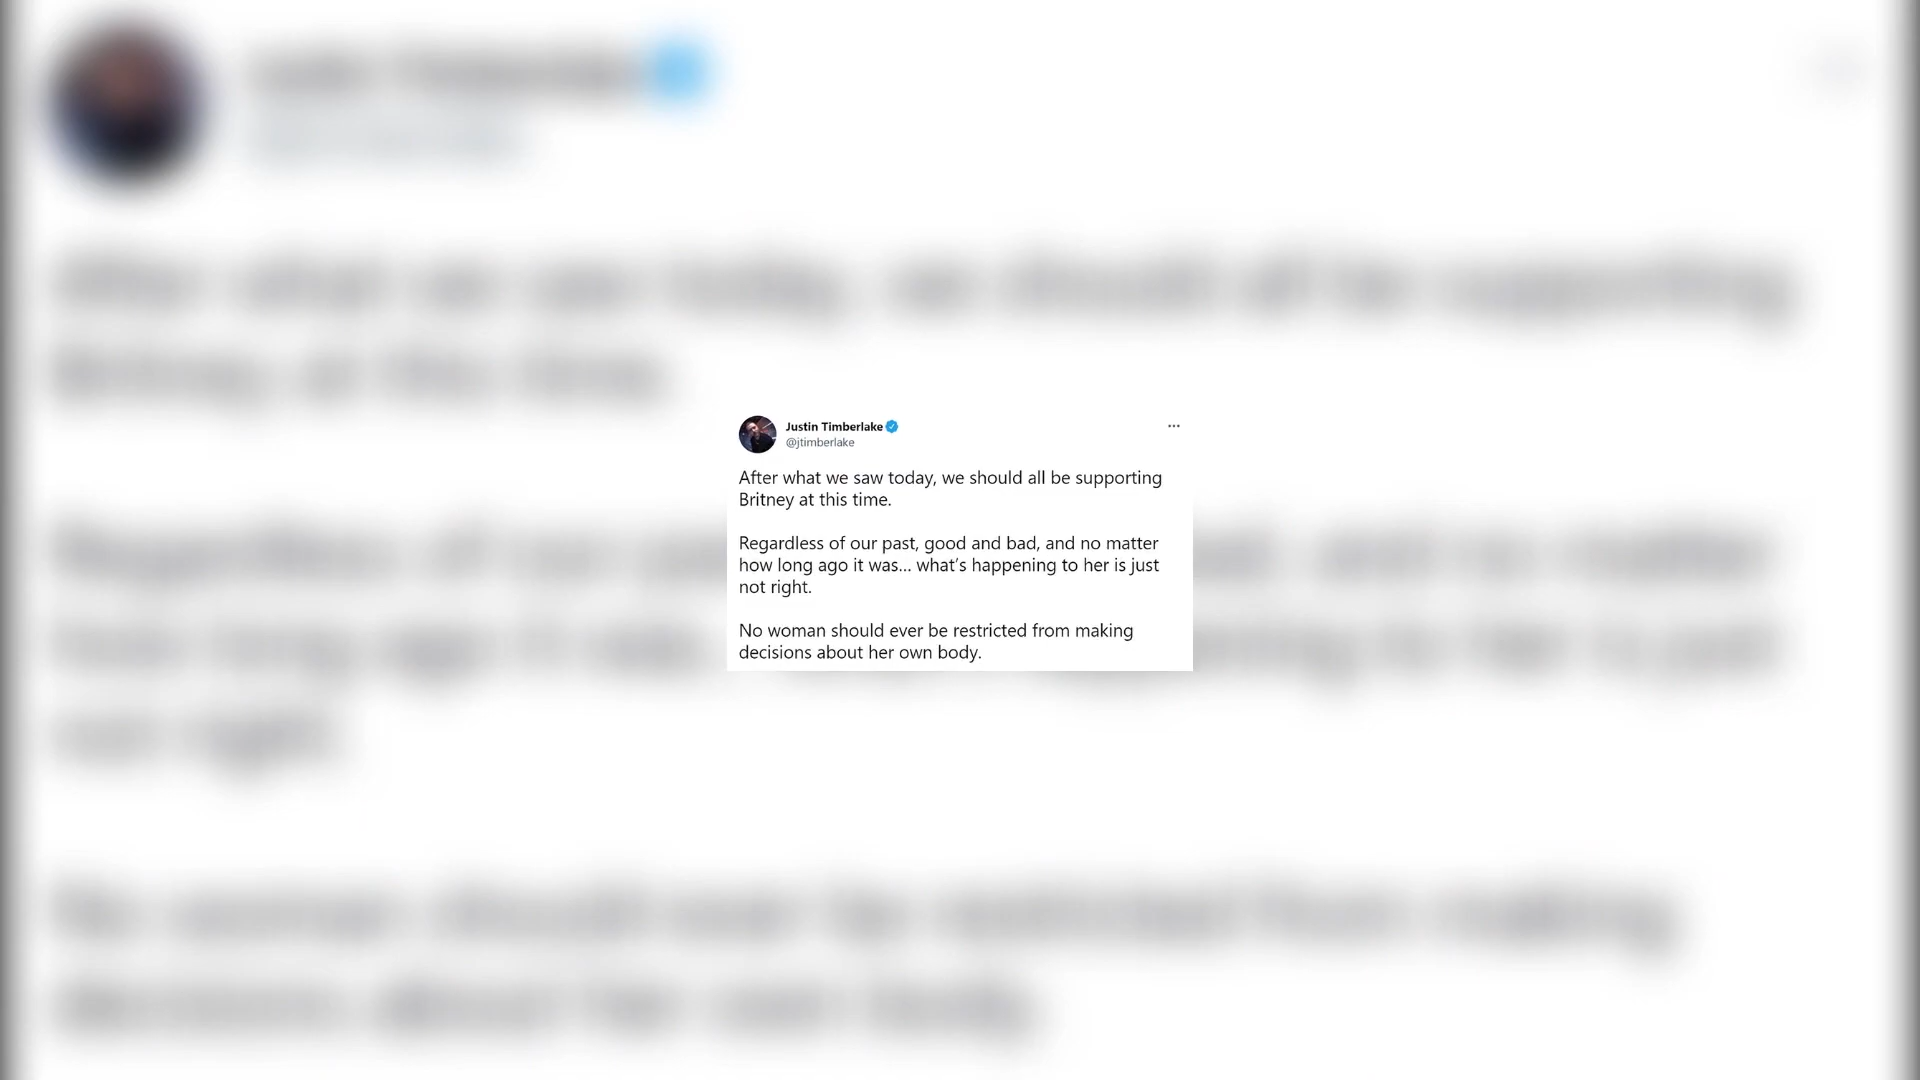 Justin Timberlake
@jtimberlake
After what we saw today, we should all be supporting
Britney at this time.
Regardless of our past, good and bad, and no matter
how long ago it was... what's happening to her is just
not right.
No woman should ever be restricted from making
decisions about her own body.